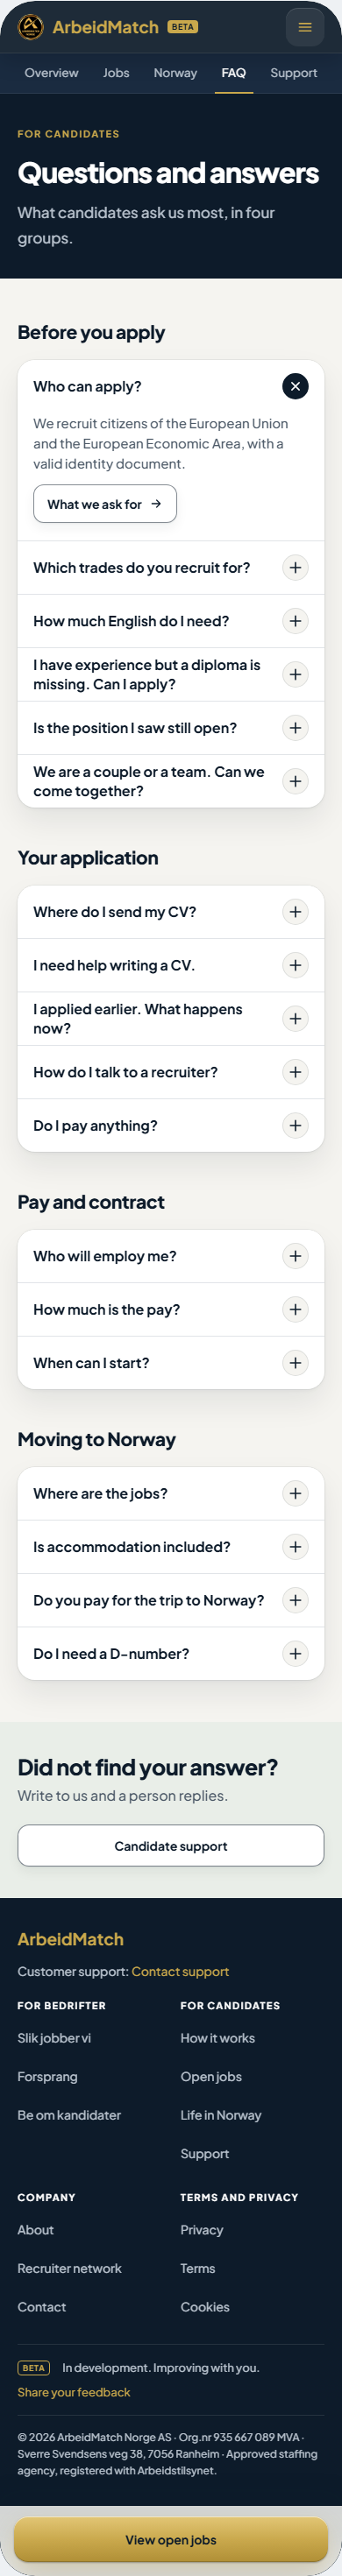 ArbeidMatch BETA
Overview Jobs Norway FAQ Support
FOR CANDIDATES
Questions and answers
What candidates ask us most, in four
groups.
Before you apply
Who can apply?
We recruit citizens of the European Union
and the European Economic Area, with a
valid identity document.
What we ask for →
Which trades do you recruit for?
How much English do I need?
I have experience but a diploma is
missing. Can I apply?
Is the position I saw still open?
We are a couple or a team. Can we
come together?
Your application
Where do I send my CV?
I need help writing a CV.
I applied earlier. What happens
now?
How do I talk to a recruiter?
Do I pay anything?
Pay and contract
Who will employ me?
How much is the pay?
When can I start?
Moving to Norway
Where are the jobs?
Is accommodation included?
Do you pay for the trip to Norway?
Do I need a D-number?
Did not find your answer?
Write to us and a person replies.
Candidate support
ArbeidMatch
Customer support: Contact support
FOR BEDRIFTER
Slik jobber vi
Forsprang
Be om kandidater
FOR CANDIDATES
How it works
Open jobs
Life in Norway
Support
COMPANY
About
Recruiter network
Contact
TERMS AND PRIVACY
Privacy
Terms
Cookies
BETA In development. Improving with you.
Share your feedback
© 2026 ArbeidMatch Norge AS · Org.nr 935 667 089 MVA ·
Sverre Svendsens veg 38, 7056 Ranheim · Approved staffing
agency, registered with Arbeidstilsynet.
View open jobs